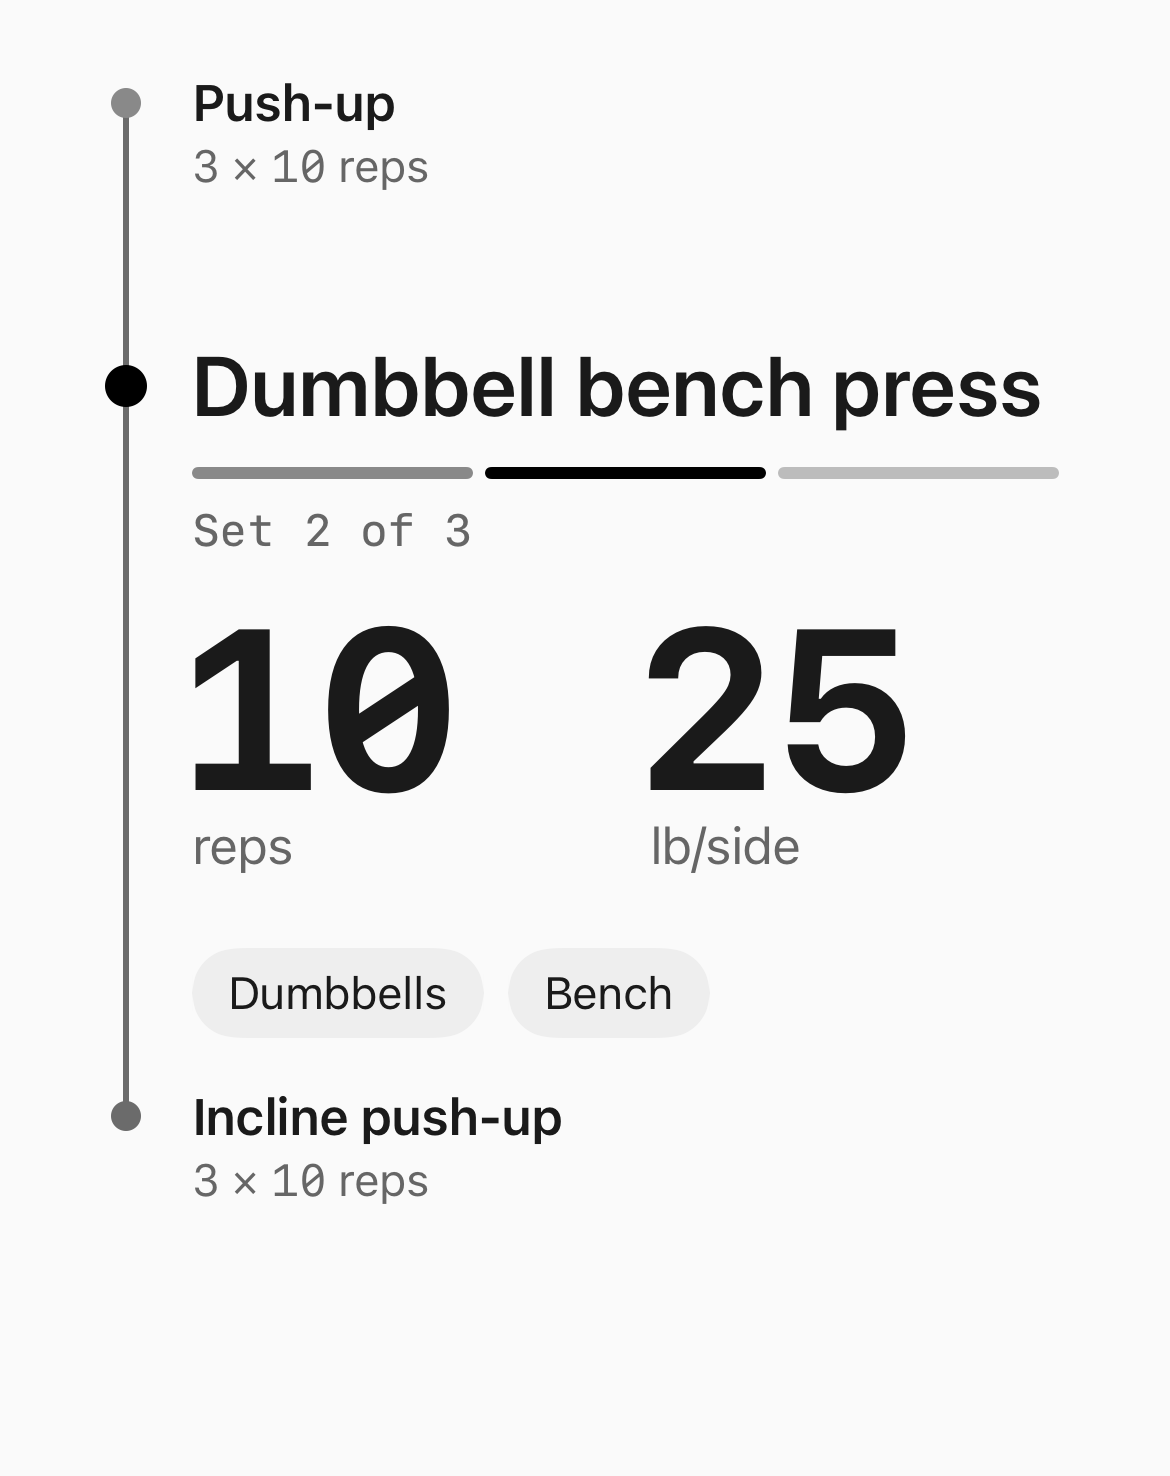 Push-up
3 × 10 reps
Dumbbell bench press
Set 2 of 3
10 25
reps lb/side
Dumbbells Bench
Incline push-up
3 × 10 reps